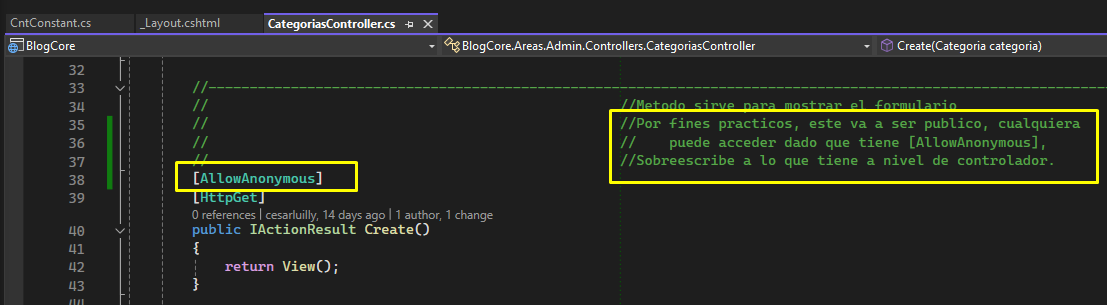 CntConstant.cs _Layout.cshtml CategoriasController.cs
BlogCore BlogCore.Areas.Admin.Controllers.CategoriasController Create(Categoria categoria)
32
33 //------------------------------------------------------------
34 // //Metodo sirve para mostrar el formulario
35 // //Por fines practicos, este va a ser publico, cualquiera
36 // // puede acceder dado que tiene [AllowAnonymous],
37 // //Sobreescribe a lo que tiene a nivel de controlador.
38 [AllowAnonymous]
39 [HttpGet]
0 references | cesarluilly, 14 days ago | 1 author, 1 change
40 public IActionResult Create()
41 {
42 return View();
43 }